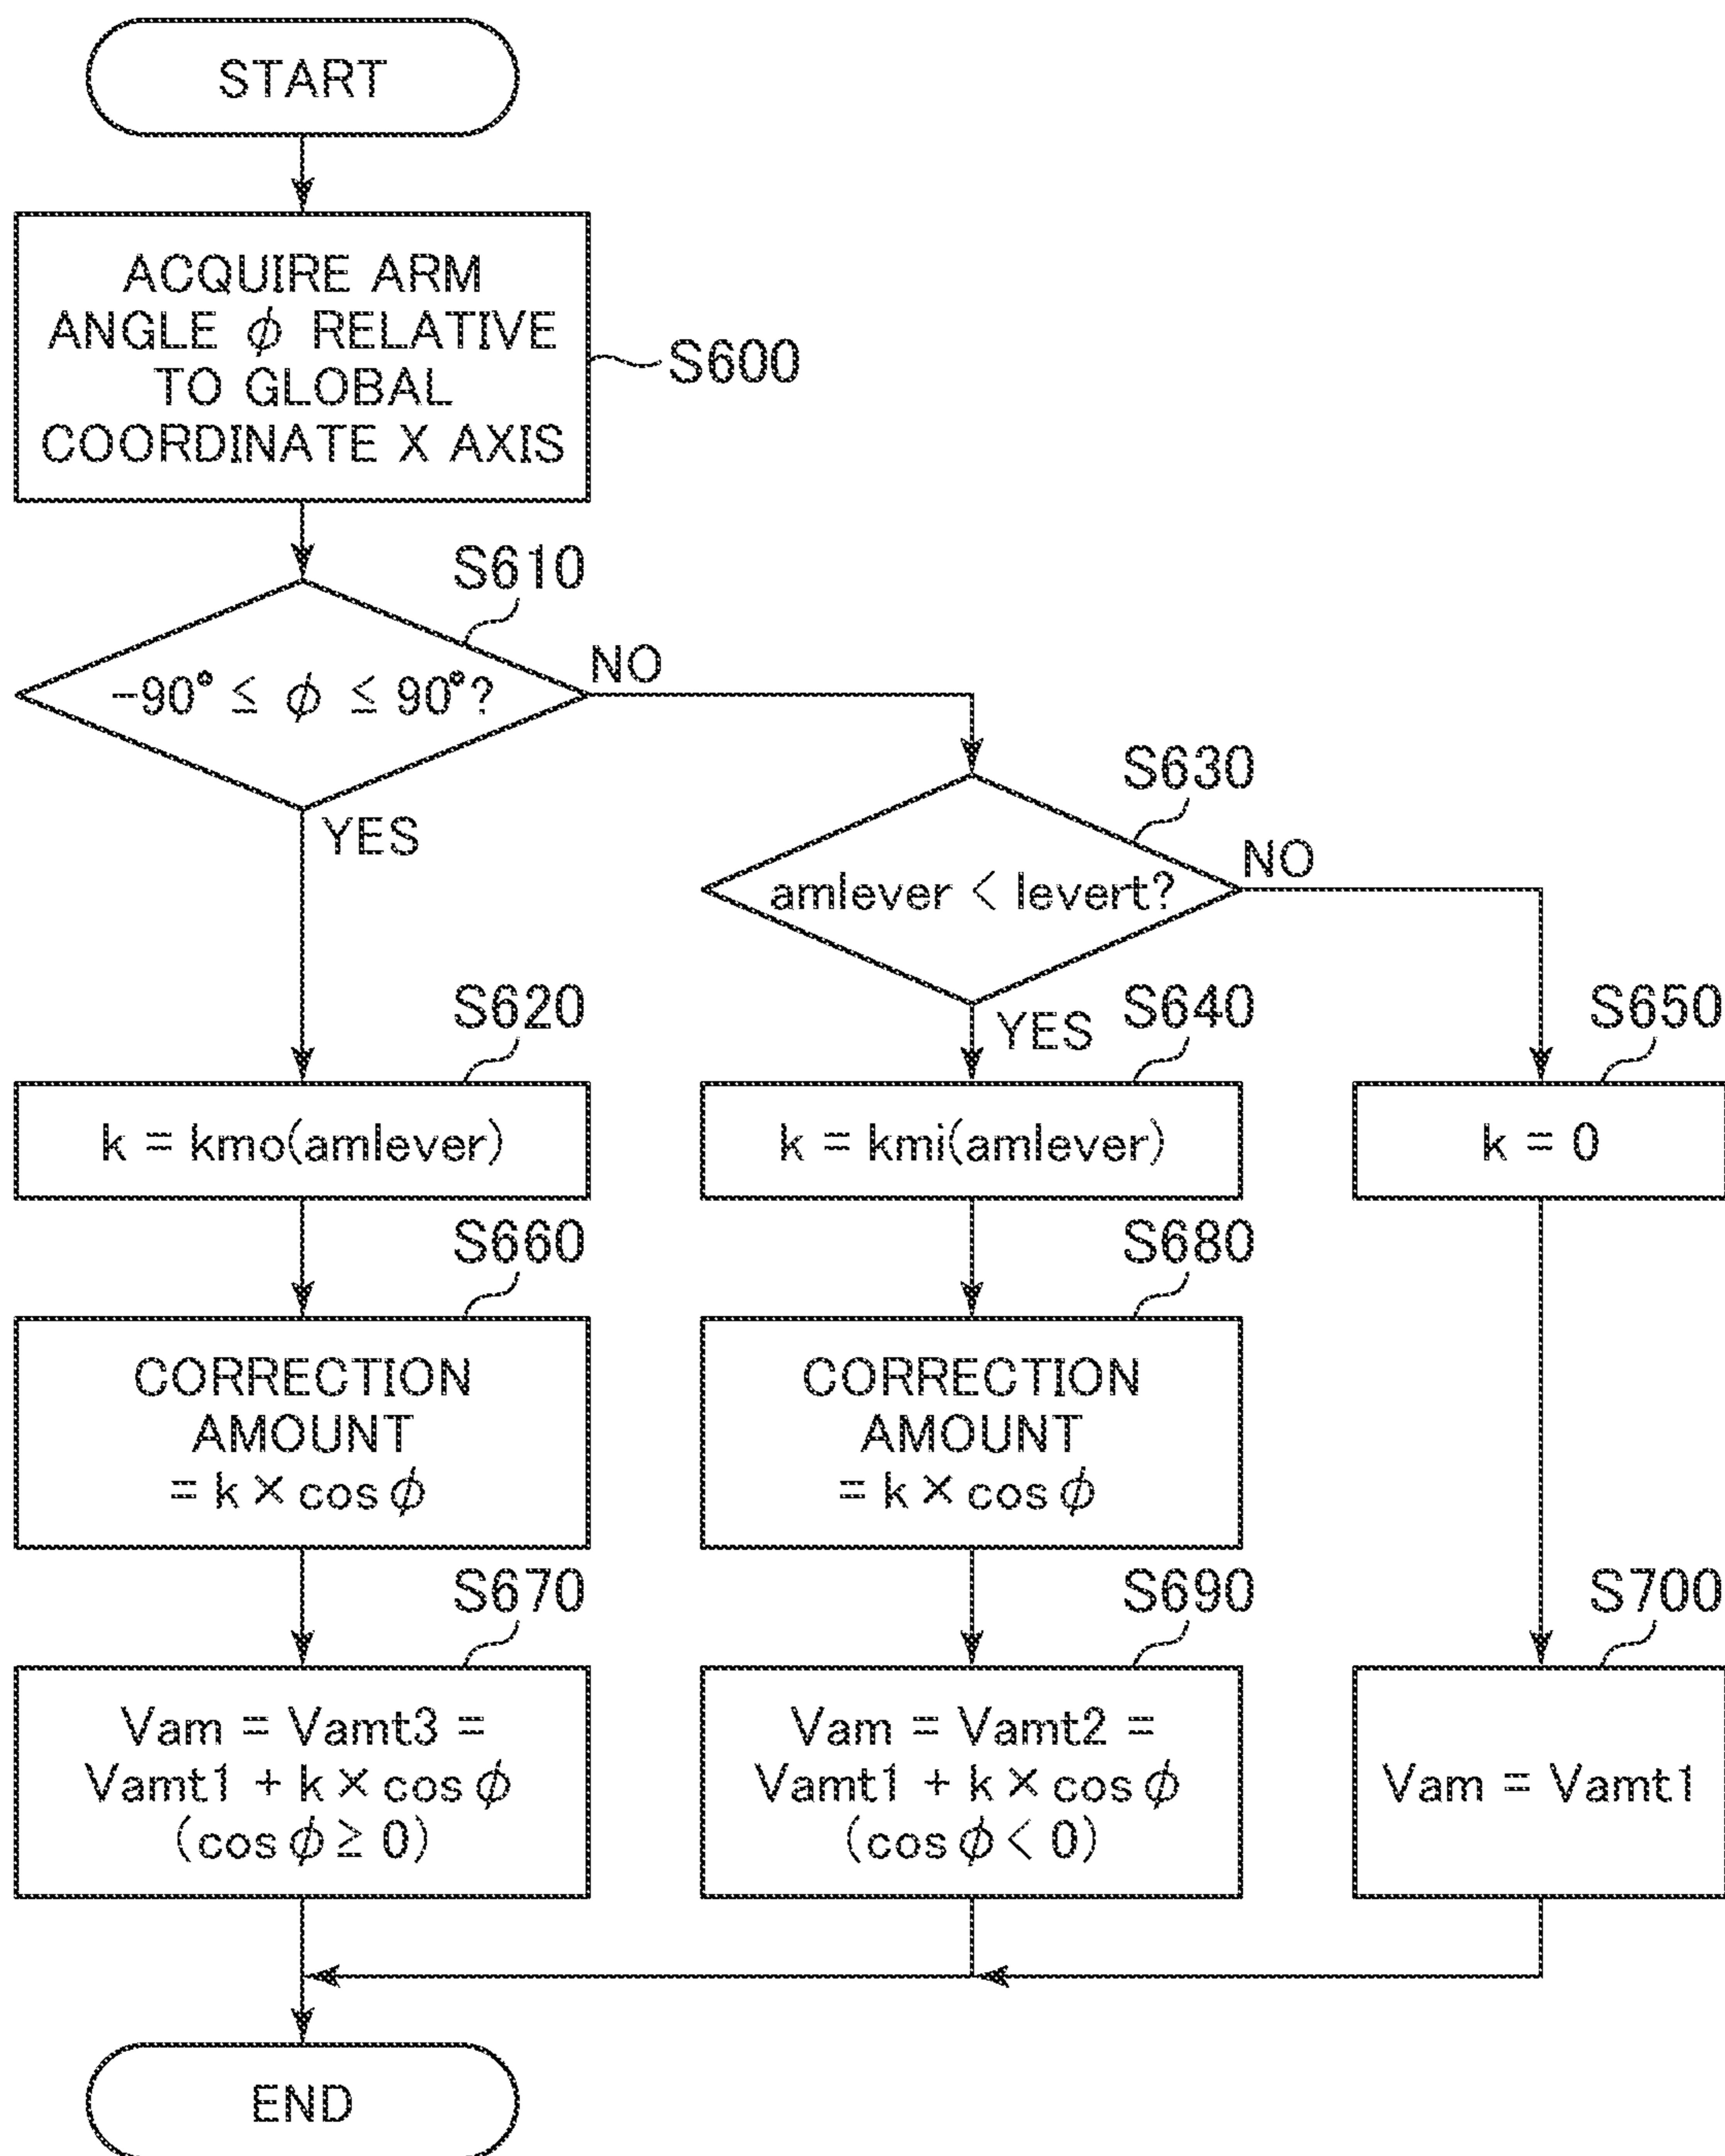 START
ACQUIRE ARM
ANGLE ϕ RELATIVE
TO GLOBAL
COORDINATE X AXIS
S600
S610
-90° ≤ ϕ ≤ 90°?
NO
YES
S630
amlever < levert?
NO
YES
S620
k = kmo(amlever)
S640
k = kmi(amlever)
S650
k = 0
S660
CORRECTION
AMOUNT
= k × cos ϕ
S680
CORRECTION
AMOUNT
= k × cos ϕ
S670
Vam = Vamt3 =
Vamt1 + k × cos ϕ
(cos ϕ ≥ 0)
S690
Vam = Vamt2 =
Vamt1 + k × cos ϕ
(cos ϕ < 0)
S700
Vam = Vamt1
END